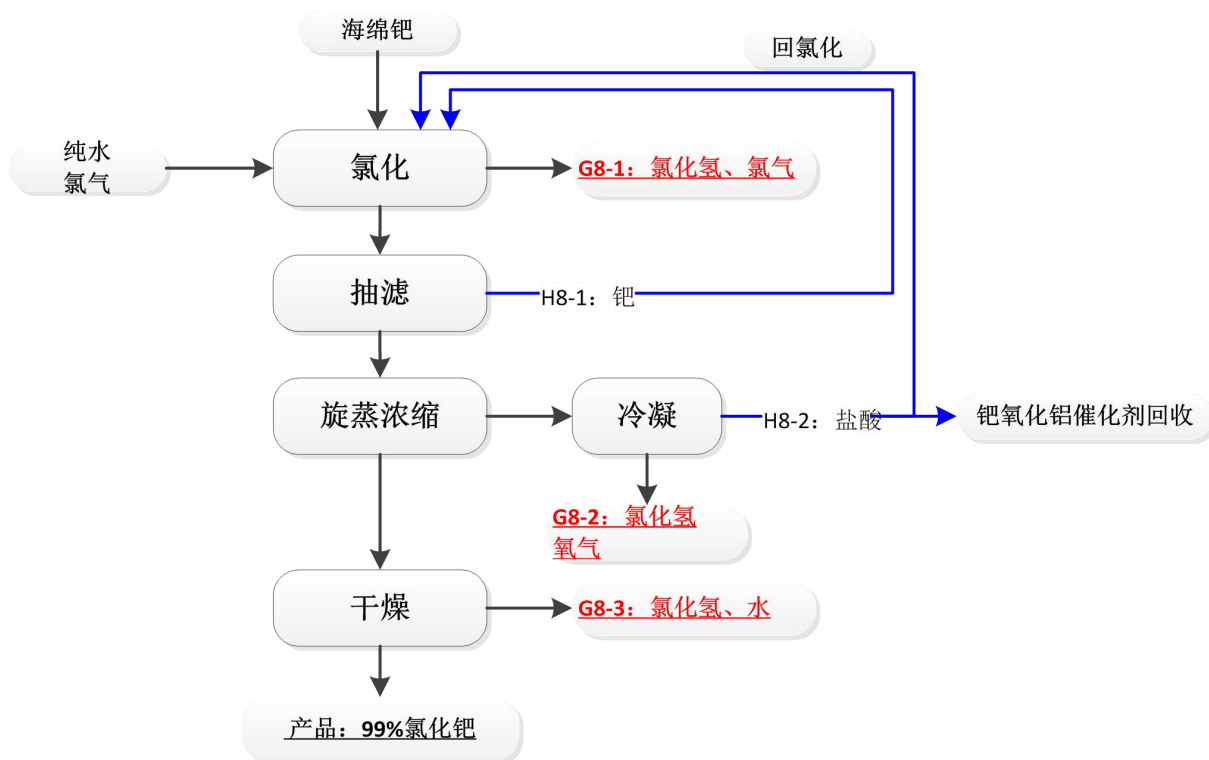 海绵钯
回氯化
纯水
氯气
氯化
G8-1：氯化氢、氯气
抽滤
H8-1：钯
旋蒸浓缩
冷凝
H8-2：盐酸
钯氧化铝催化剂回收
G8-2：氯化氢
氧气
干燥
G8-3：氯化氢、水
产品：99%氯化钯